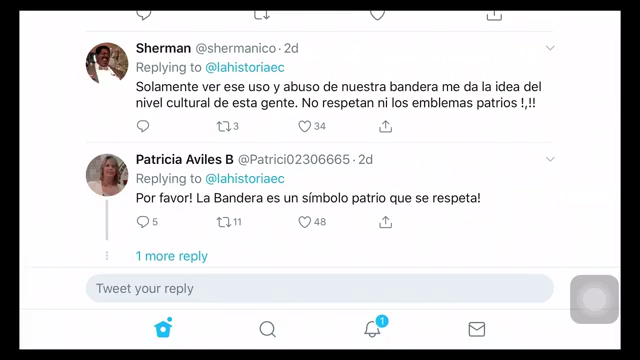 Sherman @shermanico · 2d
Replying to @lahistoriaec
Solamente ver ese uso y abuso de nuestra bandera me da la idea del
nivel cultural de esta gente. No respetan ni los emblemas patrios !,!!
3 34
Patricia Aviles B @Patrici02306665 · 2d
Replying to @lahistoriaec
Por favor! La Bandera es un símbolo patrio que se respeta!
5 11 48
1 more reply
Tweet your reply
1